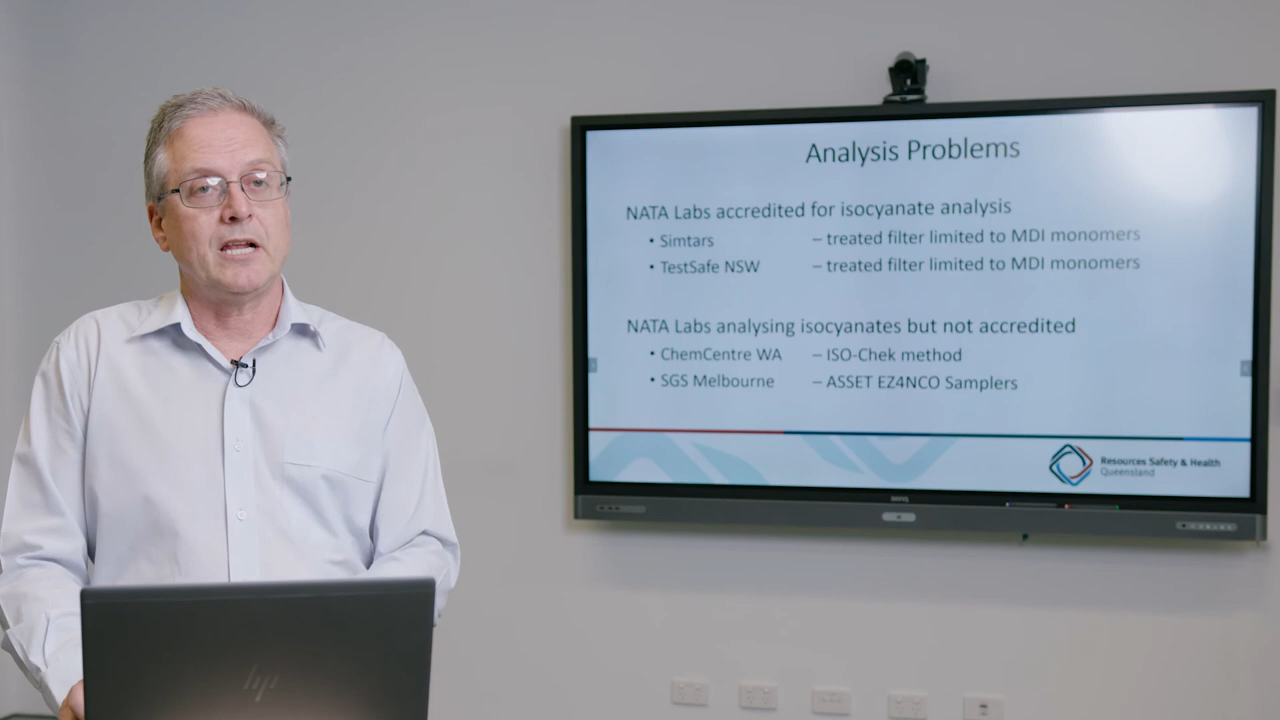 Analysis Problems
NATA Labs accredited for isocyanate analysis
• Simtars – treated filter limited to MDI monomers
• TestSafe NSW – treated filter limited to MDI monomers
NATA Labs analysing isocyanates but not accredited
• ChemCentre WA – ISO-Chek method
• SGS Melbourne – ASSET EZ4NCO Samplers
Resources Safety & Health
Queensland
BenQ
hp